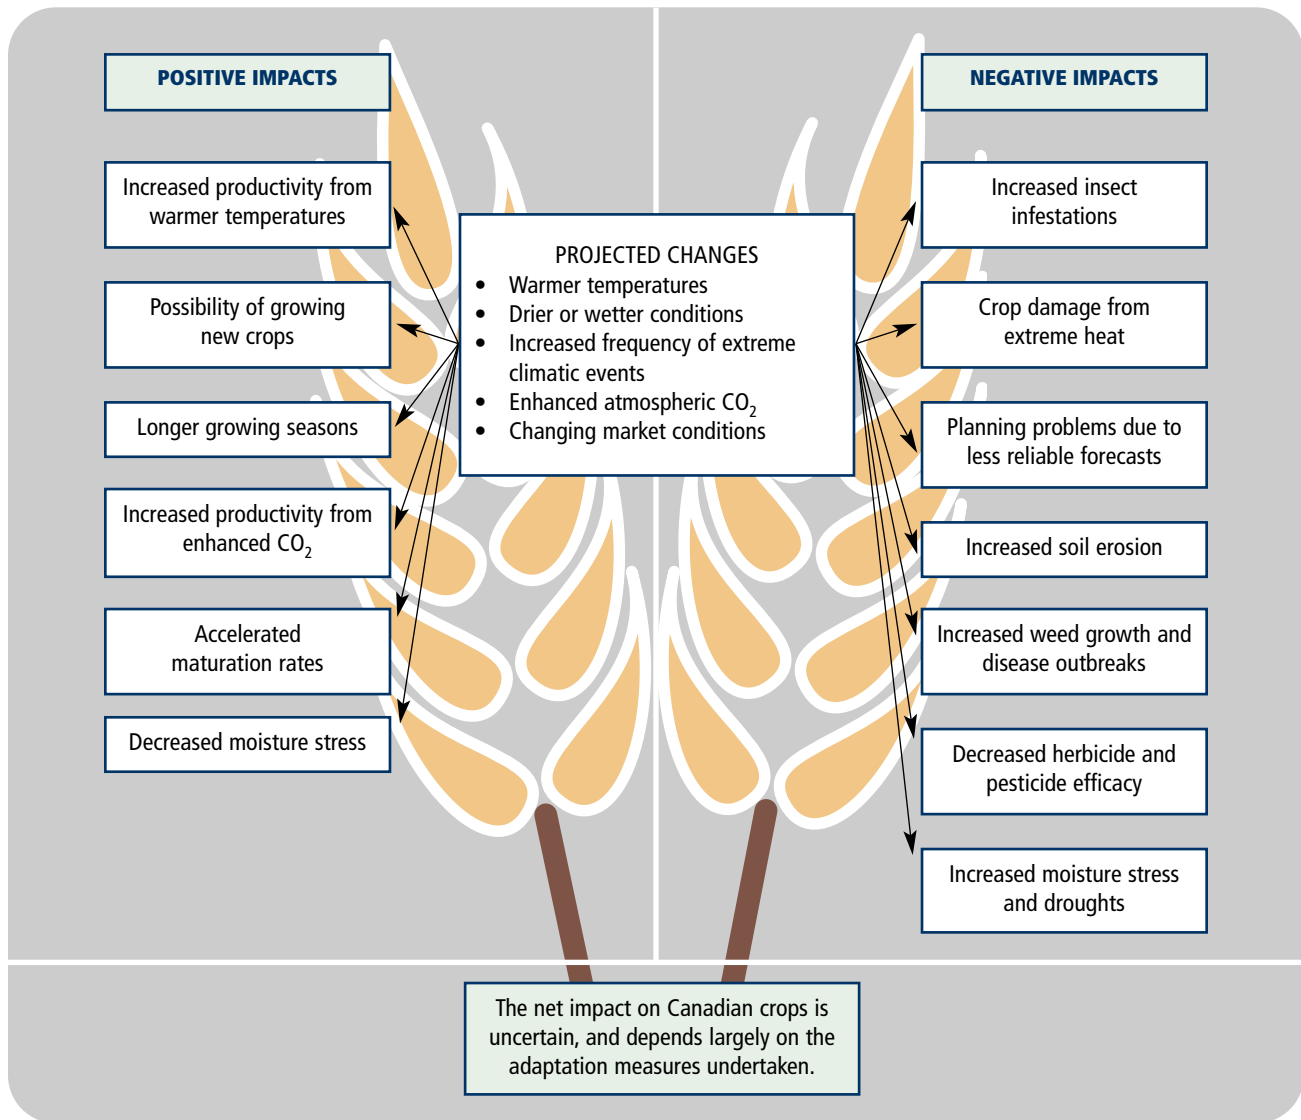 POSITIVE IMPACTS
Increased productivity from
warmer temperatures
Possibility of growing
new crops
Longer growing seasons
Increased productivity from
enhanced CO₂
Accelerated
maturation rates
Decreased moisture stress
PROJECTED CHANGES
• Warmer temperatures
• Drier or wetter conditions
• Increased frequency of extreme
climatic events
• Enhanced atmospheric CO₂
• Changing market conditions
NEGATIVE IMPACTS
Increased insect
infestations
Crop damage from
extreme heat
Planning problems due to
less reliable forecasts
Increased soil erosion
Increased weed growth and
disease outbreaks
Decreased herbicide and
pesticide efficacy
Increased moisture stress
and droughts
The net impact on Canadian crops is
uncertain, and depends largely on the
adaptation measures undertaken.